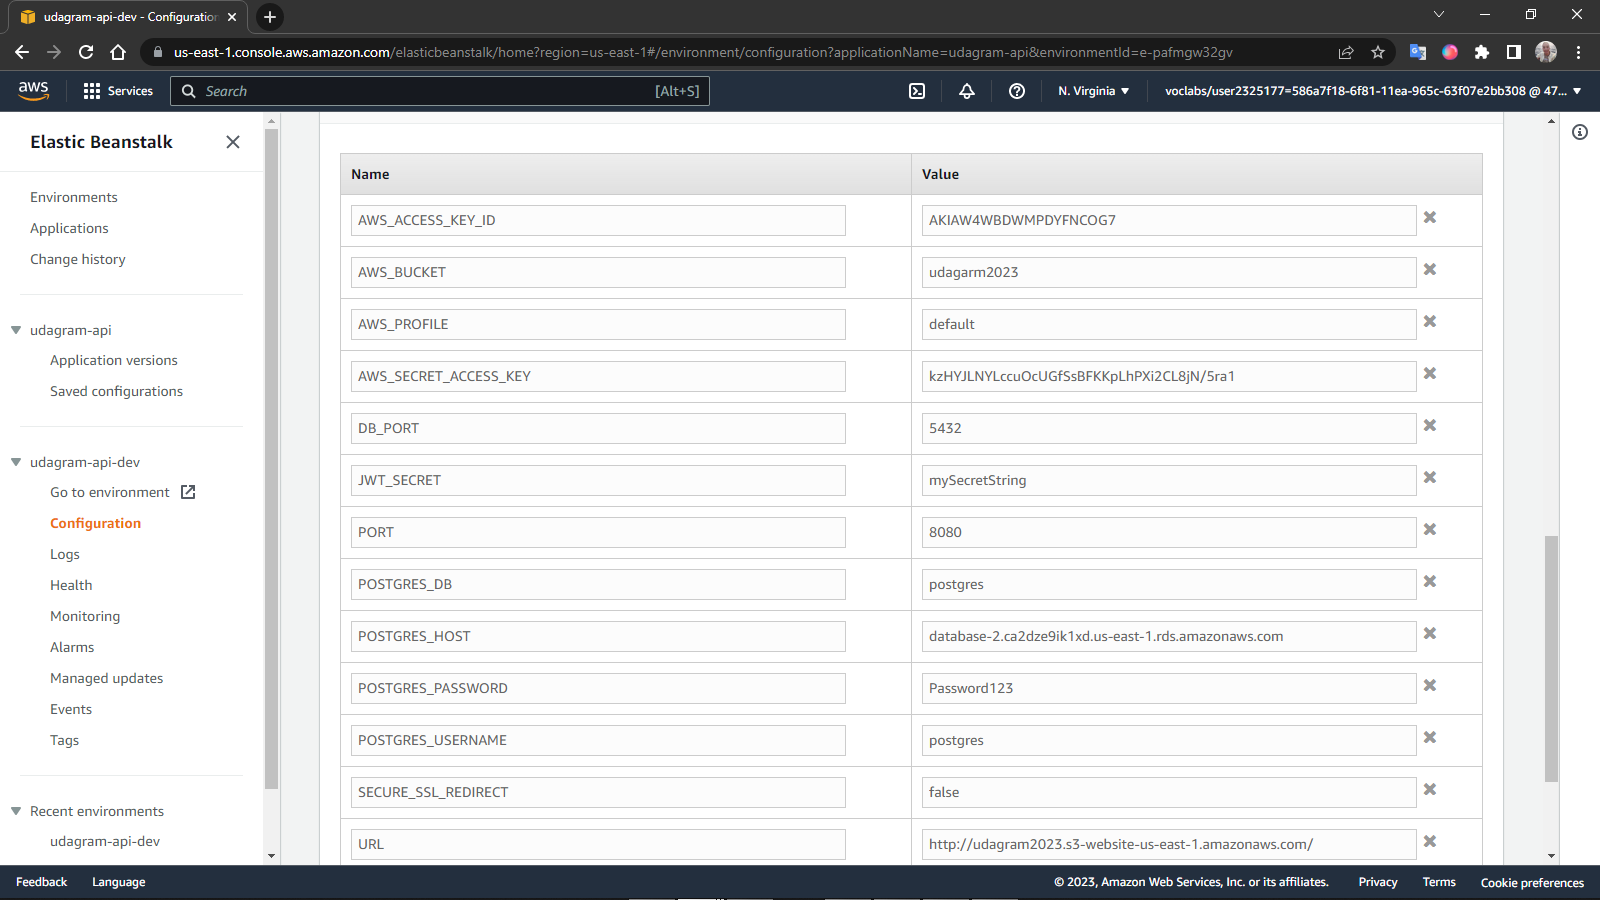 udagram-api-dev - Configuration
us-east-1.console.aws.amazon.com/elasticbeanstalk/home?region=us-east-1#/environment/configuration?applicationName=udagram-api&environmentId=e-pafmgw32gv
aws
Services
Search
[Alt+S]
N. Virginia
voclabs/user2325177=586a7f18-6f81-11ea-965c-63f07e2bb308 @ 47...
Elastic Beanstalk
Environments
Applications
Change history
udagram-api
Application versions
Saved configurations
udagram-api-dev
Go to environment
Configuration
Logs
Health
Monitoring
Alarms
Managed updates
Events
Tags
Recent environments
udagram-api-dev
Name Value
AWS_ACCESS_KEY_ID AKIAW4WBDWMPDYFNCOG7
AWS_BUCKET udagarm2023
AWS_PROFILE default
AWS_SECRET_ACCESS_KEY kzHYJLNYLccuOcUGfSsBFKKpLhPXi2CL8jN/5ra1
DB_PORT 5432
JWT_SECRET mySecretString
PORT 8080
POSTGRES_DB postgres
POSTGRES_HOST database-2.ca2dze9ik1xd.us-east-1.rds.amazonaws.com
POSTGRES_PASSWORD Password123
POSTGRES_USERNAME postgres
SECURE_SSL_REDIRECT false
URL http://udagram2023.s3-website-us-east-1.amazonaws.com/
Feedback Language © 2023, Amazon Web Services, Inc. or its affiliates. Privacy Terms Cookie preferences